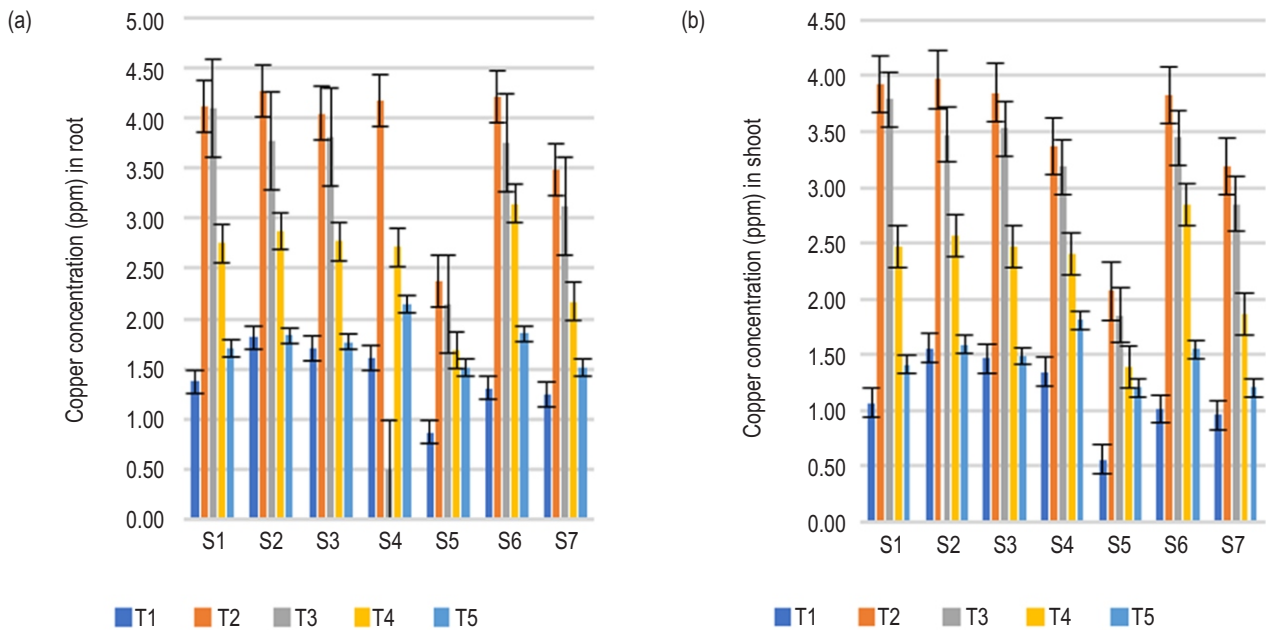 (a)
Copper concentration (ppm) in root
5.00
4.50
4.00
3.50
3.00
2.50
2.00
1.50
1.00
0.50
0.00
S1 S2 S3 S4 S5 S6 S7
T1 T2 T3 T4 T5
(b)
Copper concentration (ppm) in shoot
4.50
4.00
3.50
3.00
2.50
2.00
1.50
1.00
0.50
0.00
S1 S2 S3 S4 S5 S6 S7
T1 T2 T3 T4 T5